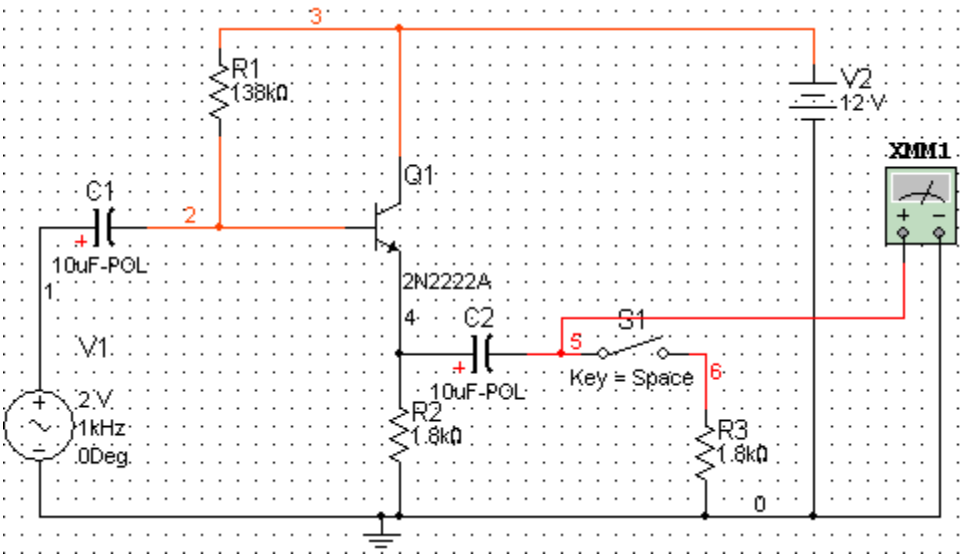 3
R1
138kΩ
V2
12 V
XMM1
Q1
C1
2
+
10uF-POL
1
2N2222A
4
C2
S1
5
+
Key = Space
6
10uF-POL
V1
2 V
1kHz
0Deg
R2
1.8kΩ
R3
1.8kΩ
0